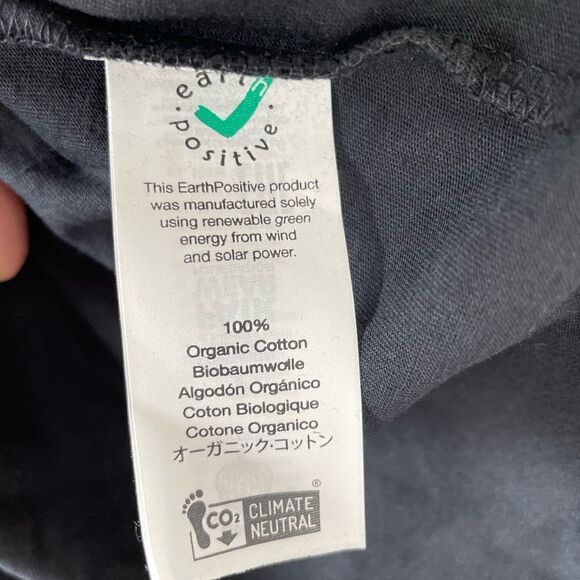 earth
positive
This EarthPositive product
was manufactured solely
using renewable green
energy from wind
and solar power.
100%
Organic Cotton
Biobaumwolle
Algodón Orgánico
Coton Biologique
Cotone Organico
オーガニック・コットン
®
CO₂ CLIMATE
NEUTRAL